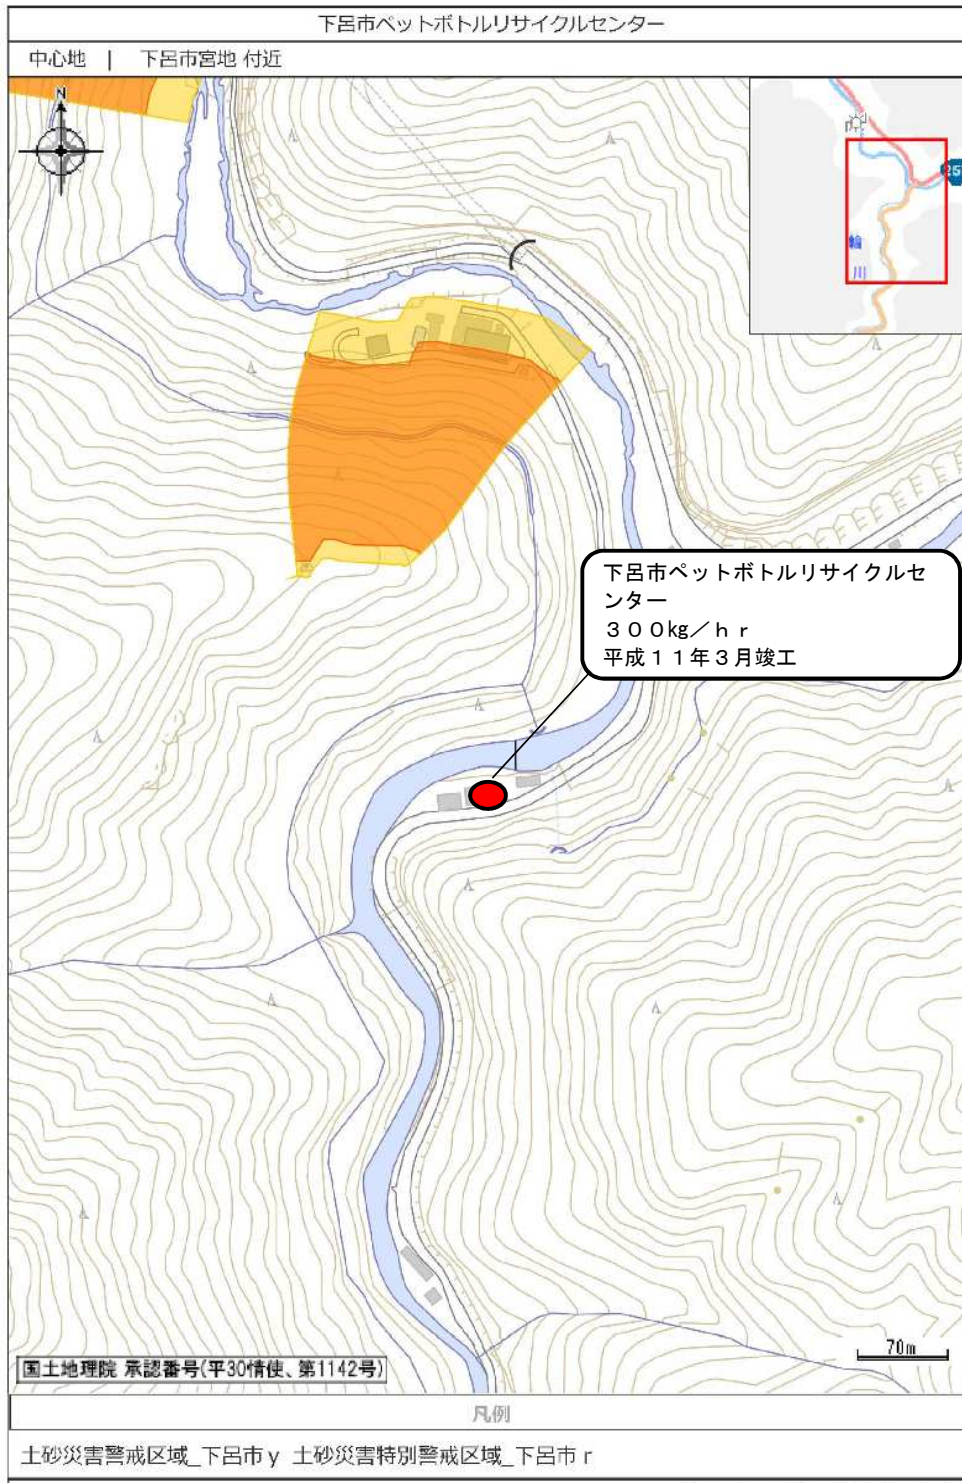 下呂市ペットボトルリサイクルセンター
中心地 | 下呂市宮地 付近
N
輪
川
下呂市ペットボトルリサイクルセ
ンター
３００㎏／ｈｒ
平成１１年３月竣工
70m
国土地理院 承認番号(平30情使、第1142号)
凡例
土砂災害警戒区域_下呂市ｙ 土砂災害特別警戒区域_下呂市ｒ